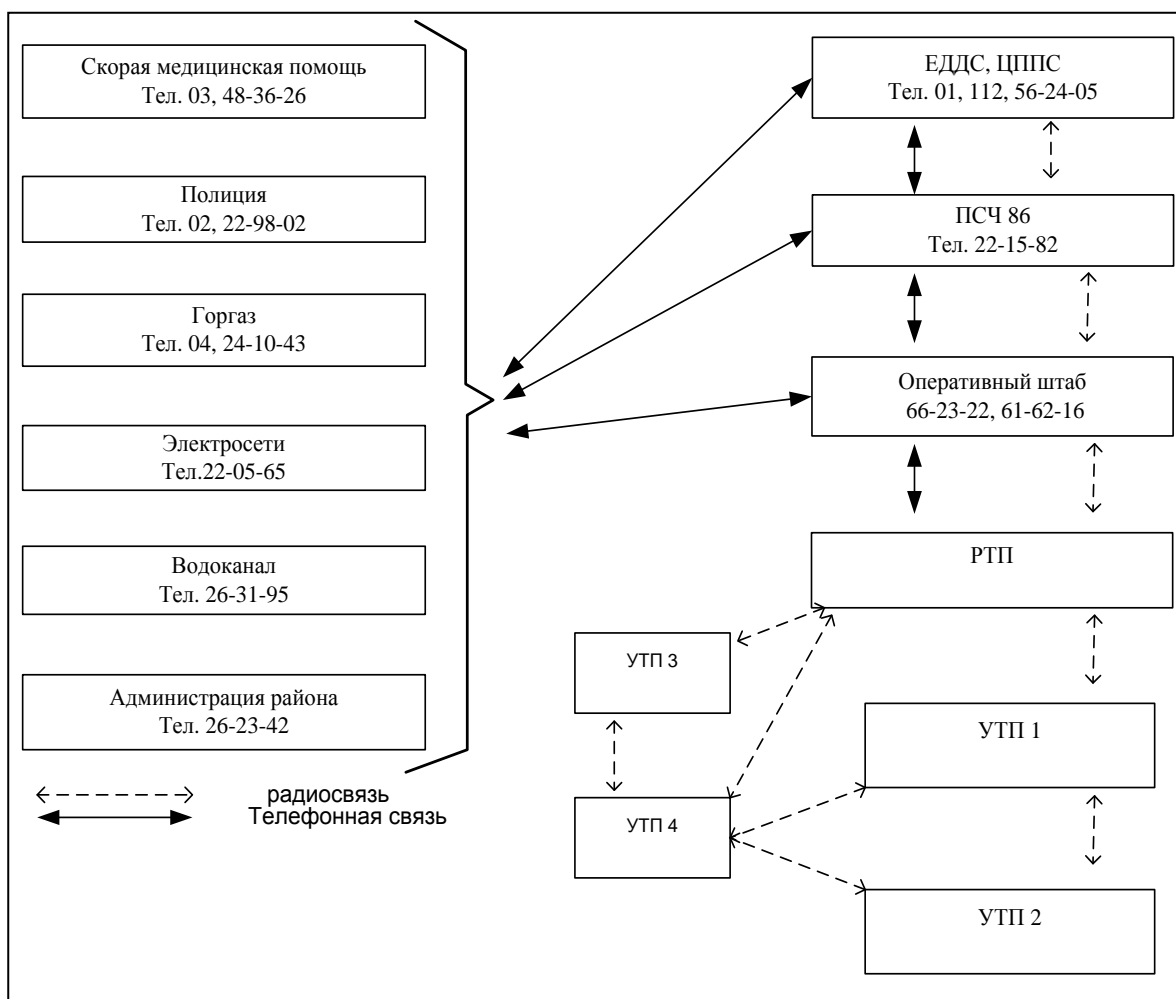 Скорая медицинская помощь
Тел. 03, 48-36-26
Полиция
Тел. 02, 22-98-02
Горгаз
Тел. 04, 24-10-43
Электросети
Тел.22-05-65
Водоканал
Тел. 26-31-95
Администрация района
Тел. 26-23-42
радиосвязь
Телефонная связь
ЕДДС, ЦППС
Тел. 01, 112, 56-24-05
ПСЧ 86
Тел. 22-15-82
Оперативный штаб
66-23-22, 61-62-16
РТП
УТП 3
УТП 1
УТП 4
УТП 2